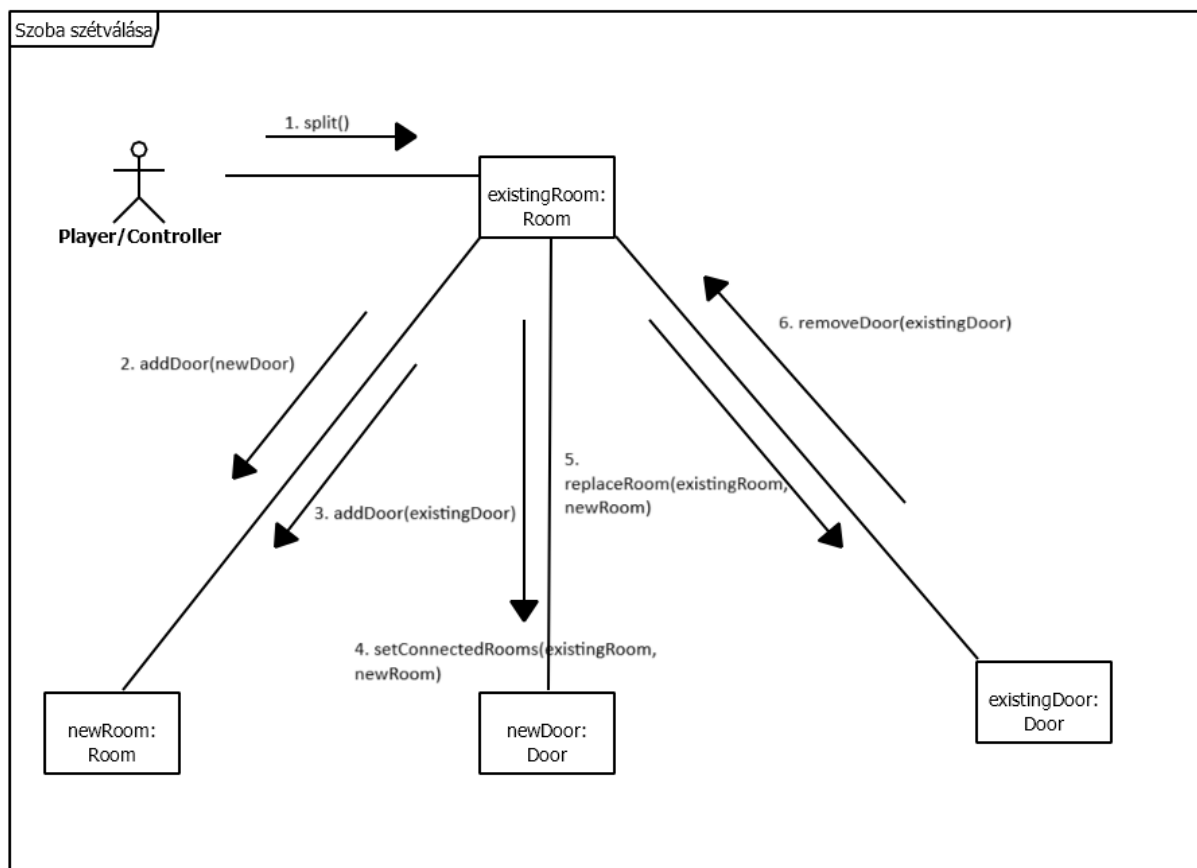 Szoba szétválása
1. split()
Player/Controller
existingRoom:
Room
2. addDoor(newDoor)
6. removeDoor(existingDoor)
3. addDoor(existingDoor)
5.
replaceRoom(existingRoom,
newRoom)
4. setConnectedRooms(existingRoom,
newRoom)
newRoom:
Room
newDoor:
Door
existingDoor:
Door